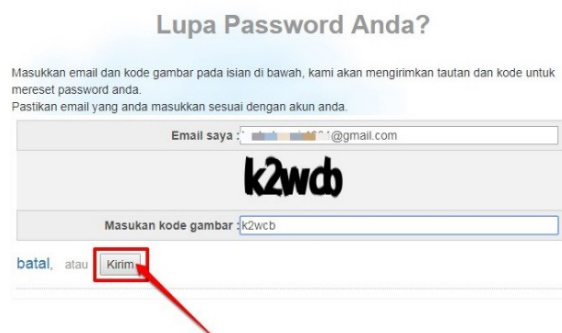 Lupa Password Anda?
Masukkan email dan kode gambar pada isian di bawah, kami akan mengirimkan tautan dan kode untuk
mereset password anda.
Pastikan email yang anda masukkan sesuai dengan akun anda.
Email saya : @gmail.com
k2wcb
Masukan kode gambar : k2wcb
batal, atau Kirim